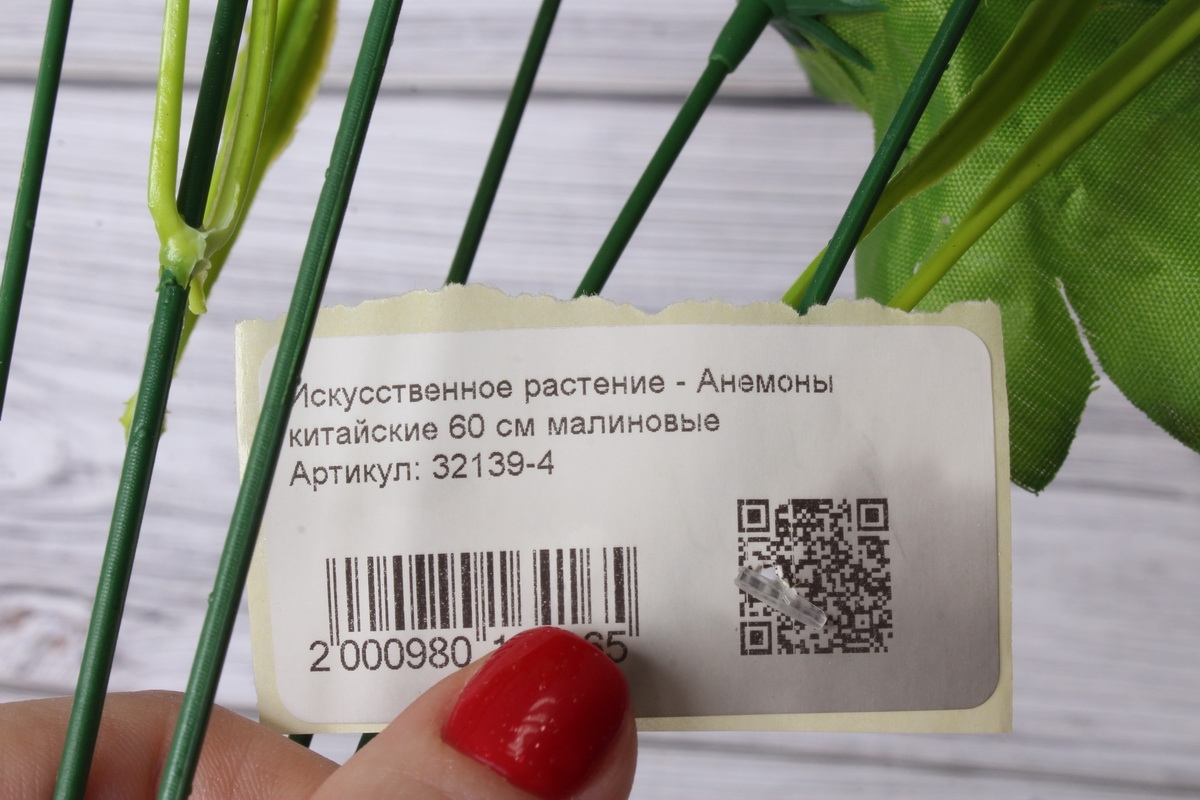 Искусственное растение - Анемоны
китайские 60 см малиновые
Артикул: 32139-4
2 000980